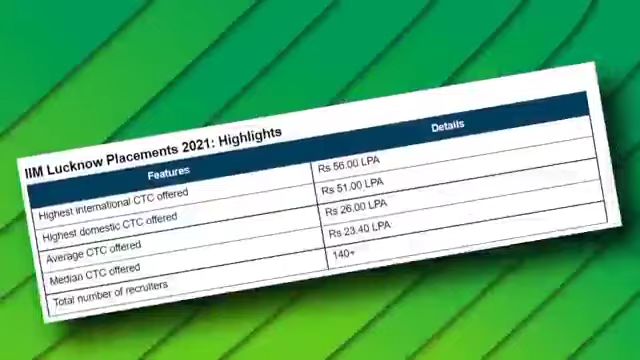 IIM Lucknow Placements 2021: Highlights
Features Details
Highest international CTC offered Rs 56.00 LPA
Highest domestic CTC offered Rs 51.00 LPA
Average CTC offered Rs 26.00 LPA
Median CTC offered Rs 23.40 LPA
Total number of recruiters 140+